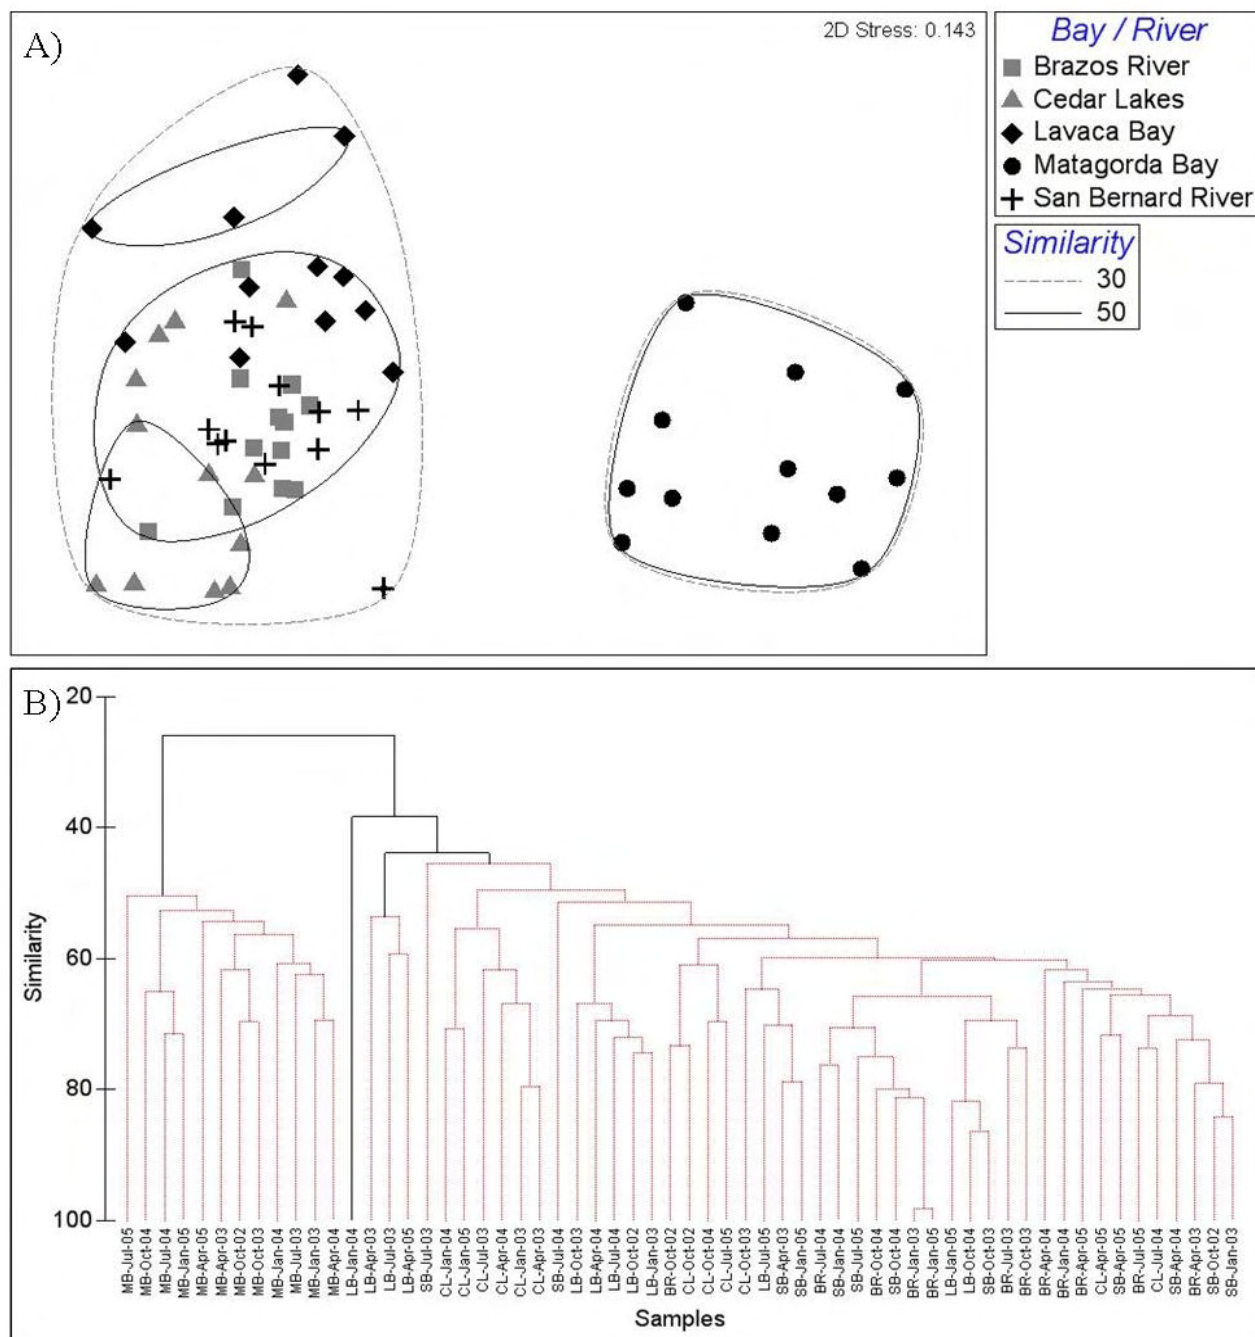 A)
2D Stress: 0.143
Bay / River
Brazos River
Cedar Lakes
Lavaca Bay
Matagorda Bay
San Bernard River
Similarity
30
50
B)
20
40
60
80
100
Similarity
MB-Jul-05
MB-Oct-04
MB-Jul-04
MB-Jan-05
MB-Apr-05
MB-Apr-03
MB-Oct-02
MB-Oct-03
MB-Jan-04
MB-Jul-03
MB-Jan-03
MB-Apr-04
LB-Jan-04
LB-Apr-03
LB-Jul-03
LB-Apr-05
SB-Jul-03
CL-Jan-04
CL-Jan-05
CL-Jul-03
CL-Apr-04
CL-Jan-03
CL-Apr-03
SB-Jul-04
LB-Oct-03
LB-Apr-04
LB-Jul-04
LB-Oct-02
LB-Jan-03
BR-Oct-02
CL-Oct-02
CL-Oct-04
CL-Jul-05
CL-Oct-03
LB-Jul-05
SB-Apr-04
SB-Jan-05
BR-Jul-04
SB-Jan-04
SB-Jul-05
BR-Oct-04
SB-Oct-04
BR-Jan-03
BR-Jan-05
LB-Jan-05
LB-Oct-04
SB-Oct-03
BR-Jul-03
BR-Oct-03
BR-Apr-04
BR-Jan-04
BR-Apr-05
CL-Apr-05
SB-Apr-05
BR-Jul-05
CL-Jul-04
SB-Apr-03
BR-Apr-03
SB-Oct-02
SB-Jan-03
Samples